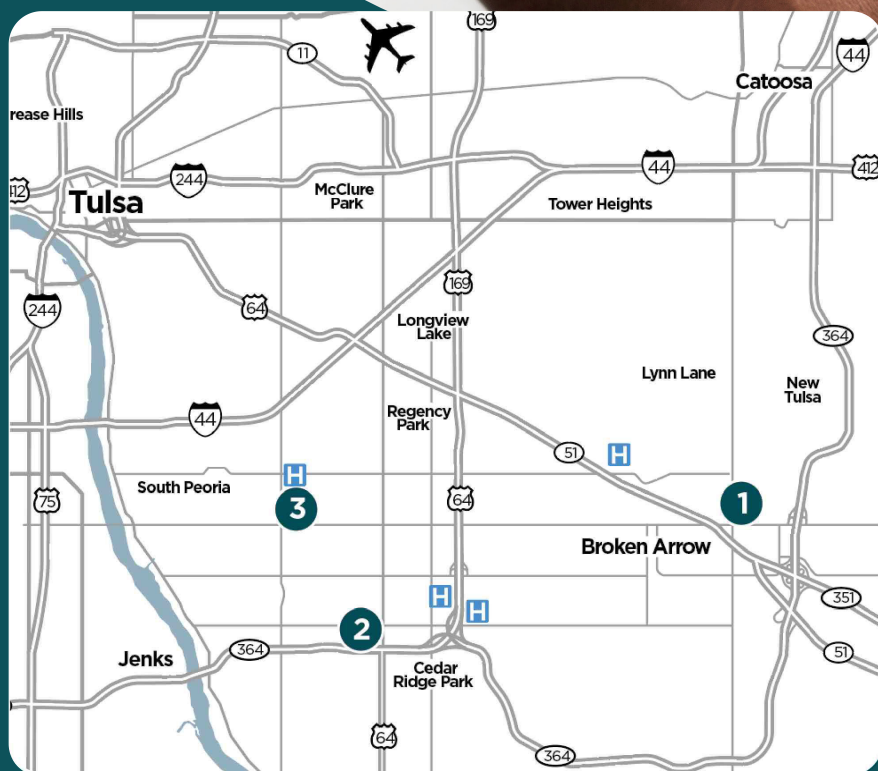 169
11
44
Catoosa
rease Hills
244
44
412
412
McClure
Park
Tulsa
Tower Heights
169
244
64
Longview
Lake
364
Lynn Lane
New
Tulsa
44
Regency
Park
51
H
H
South Peoria
75
64
3
1
Broken Arrow
H
H
351
2
Jenks
364
51
Cedar
Ridge Park
64
364